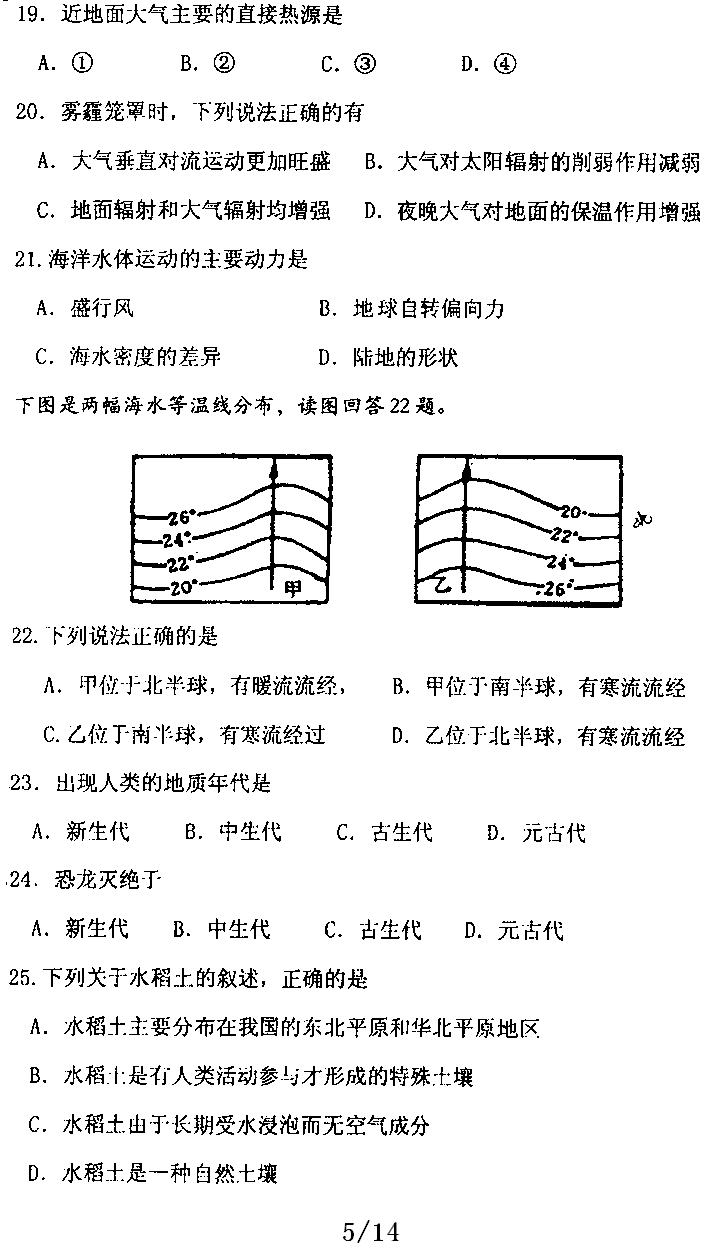 19. 近地面大气主要的直接热源是
A. ① B. ② C. ③ D. ④
20. 雾霾笼罩时，下列说法正确的有
A. 大气垂直对流运动更加旺盛 B. 大气对太阳辐射的削弱作用减弱
C. 地面辐射和大气辐射均增强 D. 夜晚大气对地面的保温作用增强
21. 海洋水体运动的主要动力是
A. 盛行风 B. 地球自转偏向力
C. 海水密度的差异 D. 陆地的形状
下图是两幅海水等温线分布，读图回答22题。
26°
24°
22°
20°
甲
20°
22°
24°
26°
乙
22. 下列说法正确的是
A. 甲位于北半球，有暖流流经， B. 甲位于南半球，有寒流流经
C. 乙位于南半球，有寒流经过 D. 乙位于北半球，有寒流流经
23. 出现人类的地质年代是
A. 新生代 B. 中生代 C. 古生代 D. 元古代
24. 恐龙灭绝于
A. 新生代 B. 中生代 C. 古生代 D. 元古代
25. 下列关于水稻土的叙述，正确的是
A. 水稻土主要分布在我国的东北平原和华北平原地区
B. 水稻土是有人类活动参与才形成的特殊土壤
C. 水稻土由于长期受水浸泡而无空气成分
D. 水稻土是一种自然土壤
5/14